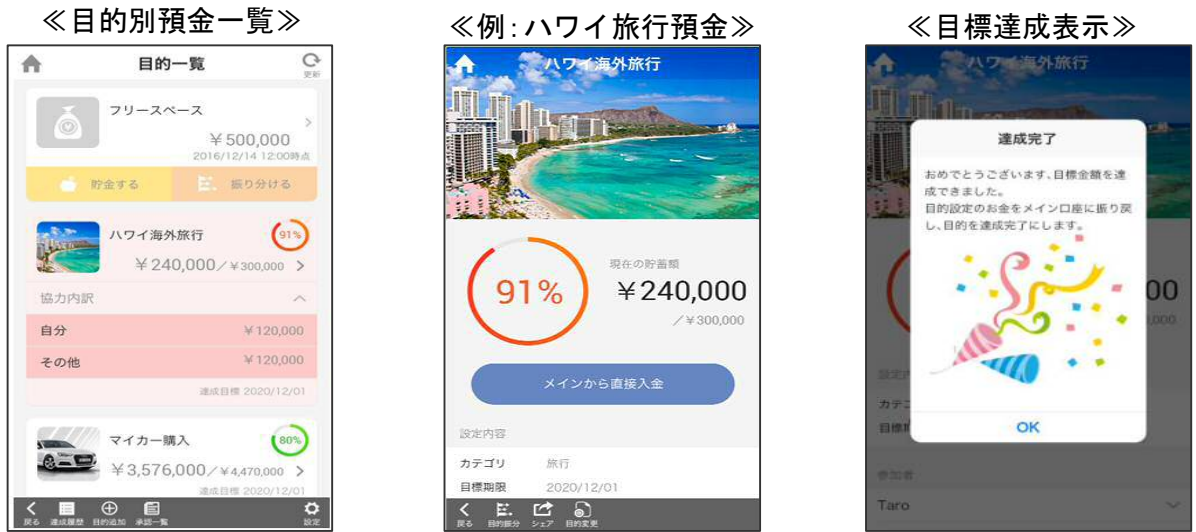 ≪目的別預金一覧≫
目的一覧
更新
フリースペース
￥500,000
2016/12/14 12:00時点
貯金する
振り分ける
ハワイ海外旅行
91%
￥240,000／￥300,000
協力内訳
自分 ￥120,000
その他 ￥120,000
達成目標 2020/12/01
マイカー購入
80%
￥3,576,000／￥4,470,000
達成目標 2020/12/01
戻る 達成履歴 目的追加 承認一覧 設定
≪例：ハワイ旅行預金≫
ハワイ海外旅行
91%
現在の貯蓄額
￥240,000
／￥300,000
メインから直接入金
設定内容
カテゴリ 旅行
目標期限 2020/12/01
戻る 目的振分 シェア 目的変更
≪目標達成表示≫
ハワイ海外旅行
達成完了
おめでとうございます、目標金額を達
成できました。
目的設定のお金をメイン口座に振り戻
し、目的を達成完了にします。
OK
00
,000
設定内
カテゴ
目標期
参加者
Taro